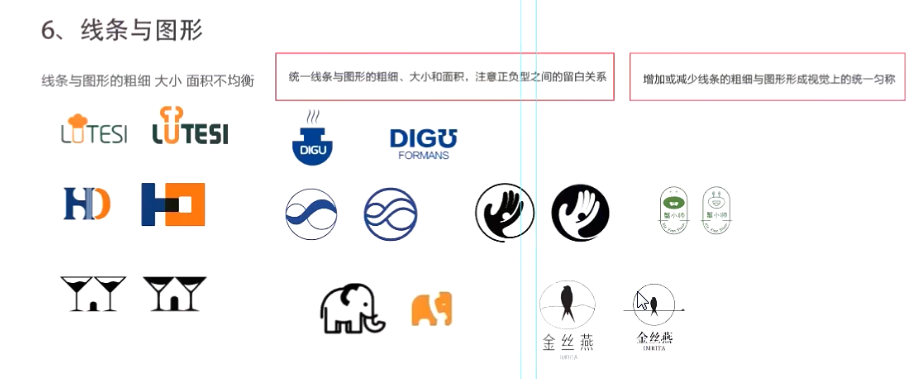 6、线条与图形
线条与图形的粗细 大小 面积不均衡
统一线条与图形的粗细、大小和面积，注意正负型之间的留白关系
增加或减少线条的粗细与图形形成视觉上的统一匀称
LUTESI
LUTESI
DIGU
DIGU
FORMANS
HD
蟹小帅
蟹小帅
金丝燕
IMRITA
金丝燕
IMRITA